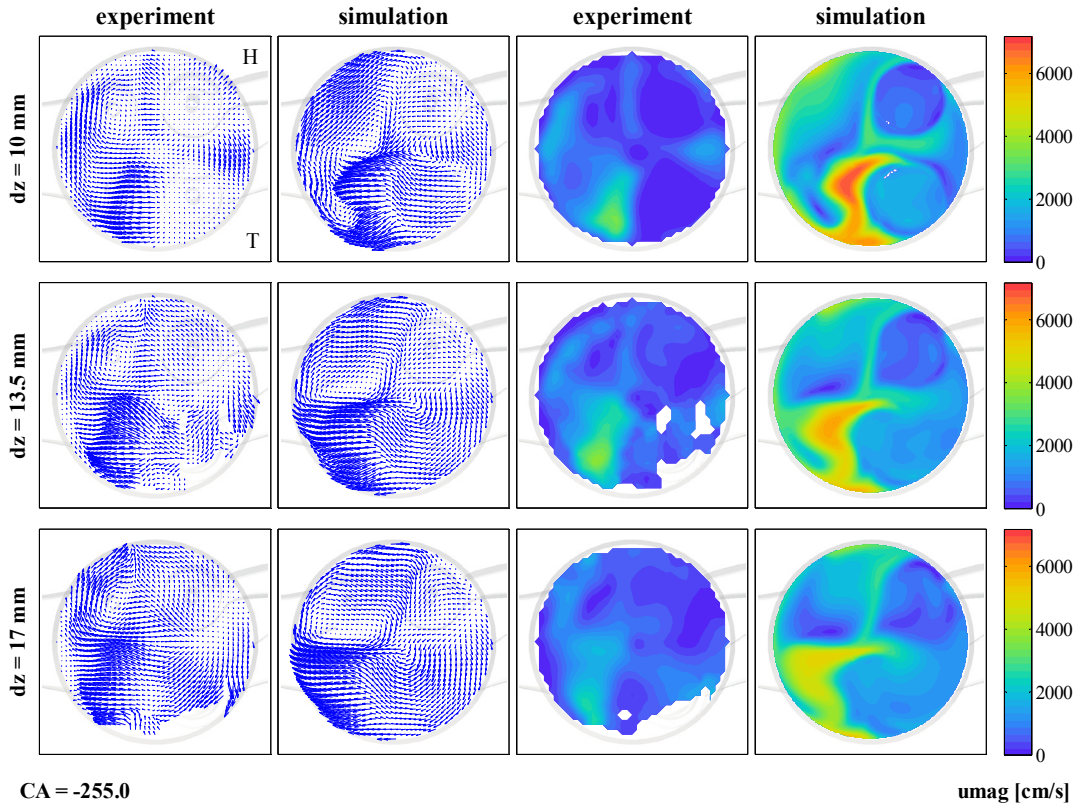 experiment simulation experiment simulation
H
T
dz = 10 mm
6000
4000
2000
0
dz = 13.5 mm
6000
4000
2000
0
dz = 17 mm
6000
4000
2000
0
CA = -255.0 umag [cm/s]